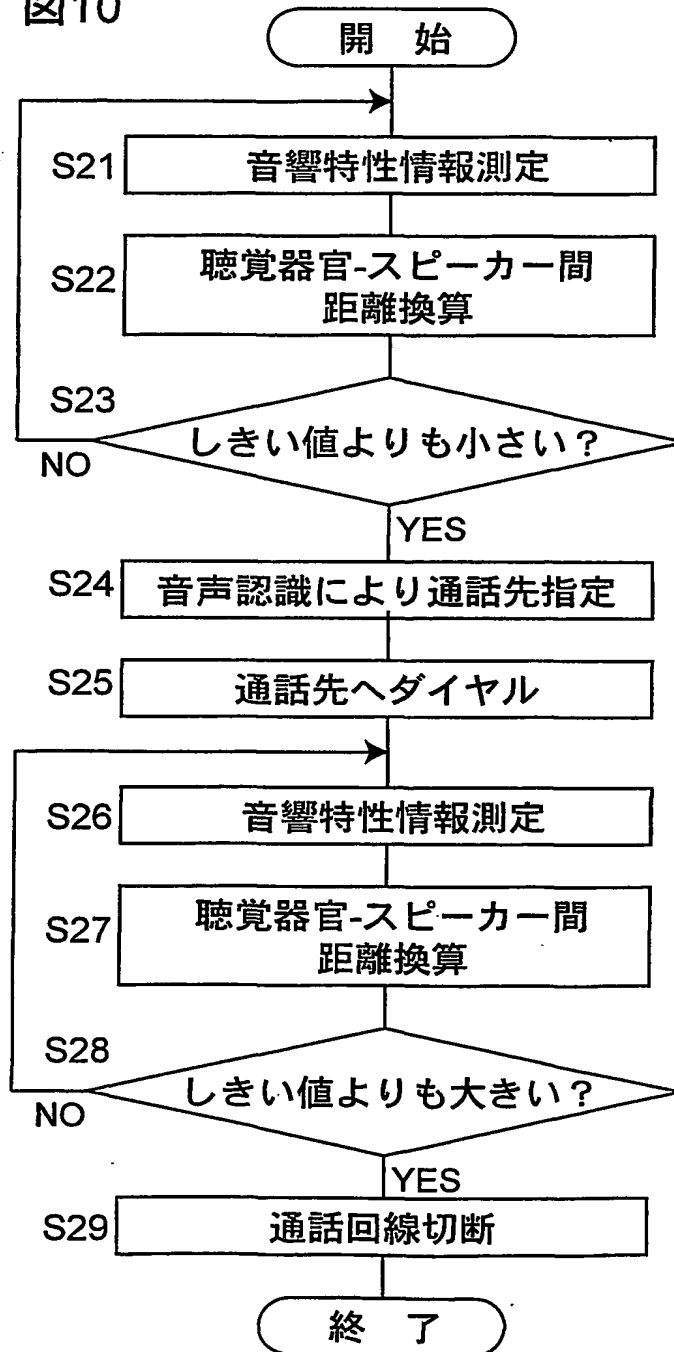 図10
開 始
S21 音響特性情報測定
S22 聴覚器官-スピーカー間
距離換算
S23 しきい値よりも小さい?
NO
YES
S24 音声認識により通話先指定
S25 通話先へダイヤル
S26 音響特性情報測定
S27 聴覚器官-スピーカー間
距離換算
S28 しきい値よりも大きい?
NO
YES
S29 通話回線切断
終 了